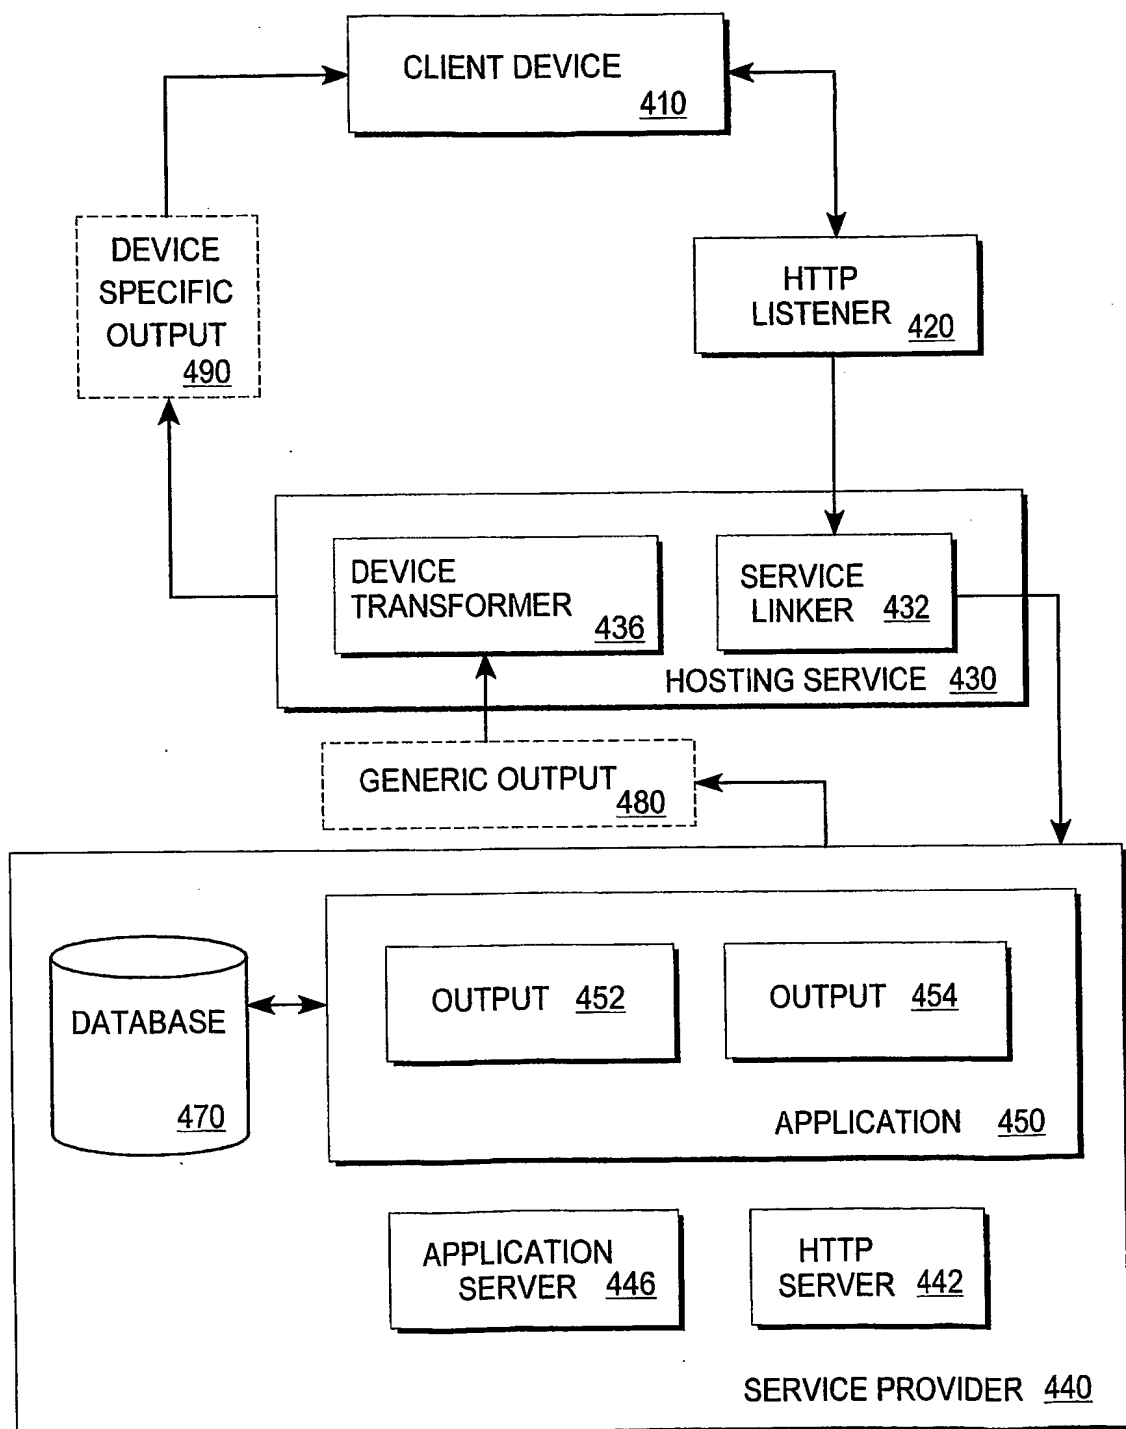 CLIENT DEVICE
410
DEVICE
SPECIFIC
OUTPUT
490
HTTP
LISTENER 420
DEVICE
TRANSFORMER
436
SERVICE
LINKER 432
HOSTING SERVICE 430
GENERIC OUTPUT
480
DATABASE
470
OUTPUT 452
OUTPUT 454
APPLICATION 450
APPLICATION
SERVER 446
HTTP
SERVER 442
SERVICE PROVIDER 440